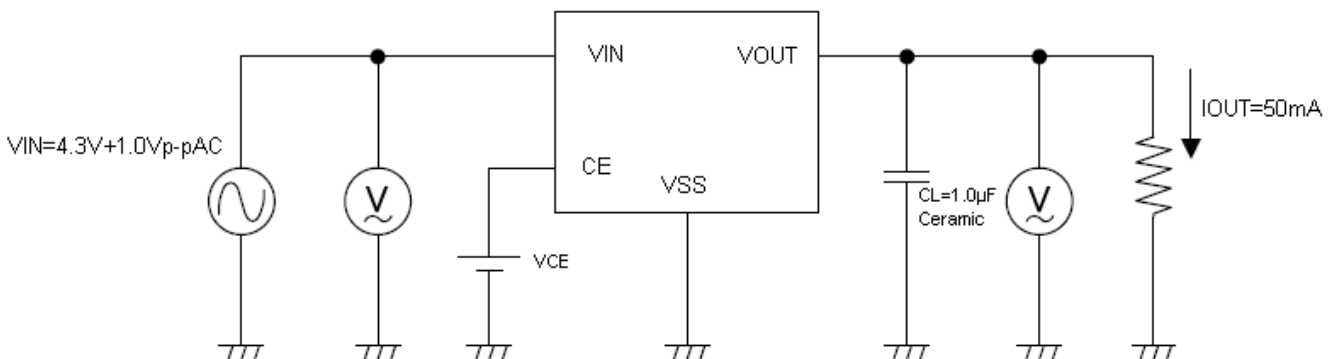 VIN
VOUT
IOUT=50mA
VIN=4.3V+1.0Vp-pAC
CE
VSS
V
CL=1.0µF
Ceramic
V
VCE